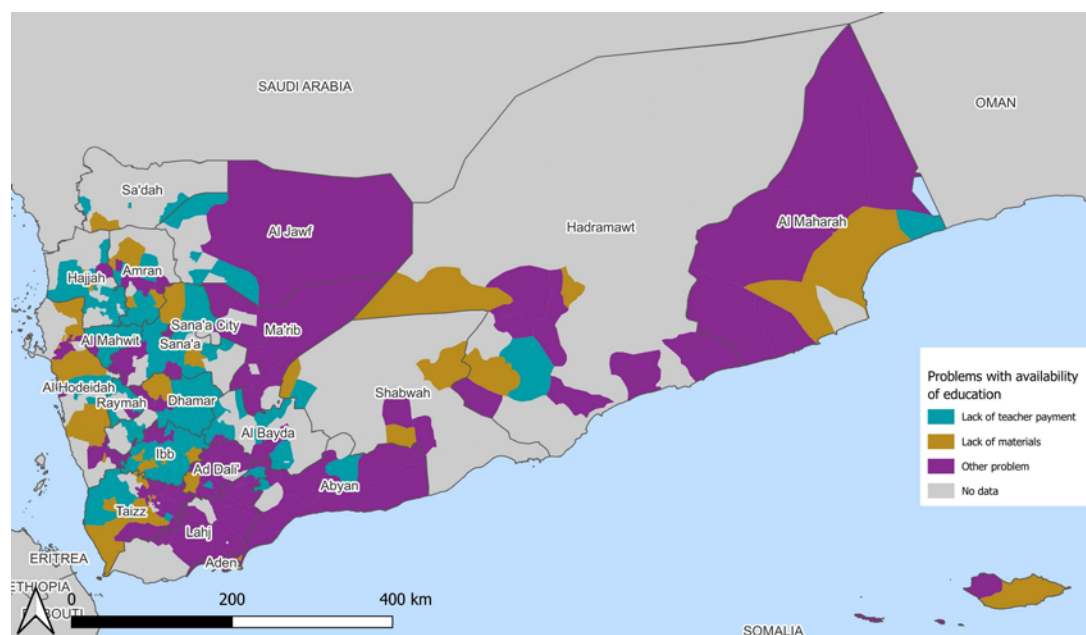 SAUDI ARABIA
OMAN
Sa'dah
Al Jawf
Hadramawt
Al Maharah
Hajjah
Amran
Sana'a City
Ma'rib
Al Mahwit
Sana'a
Al Hodeidah
Raymah
Dhamar
Shabwah
Al Bayda
Ibb
Ad Dali'
Abyan
Taizz
Lahj
Aden
ERITREA
ETHIOPIA
SOMALIA
0
200
400 km
Problems with availability
of education
Lack of teacher payment
Lack of materials
Other problem
No data